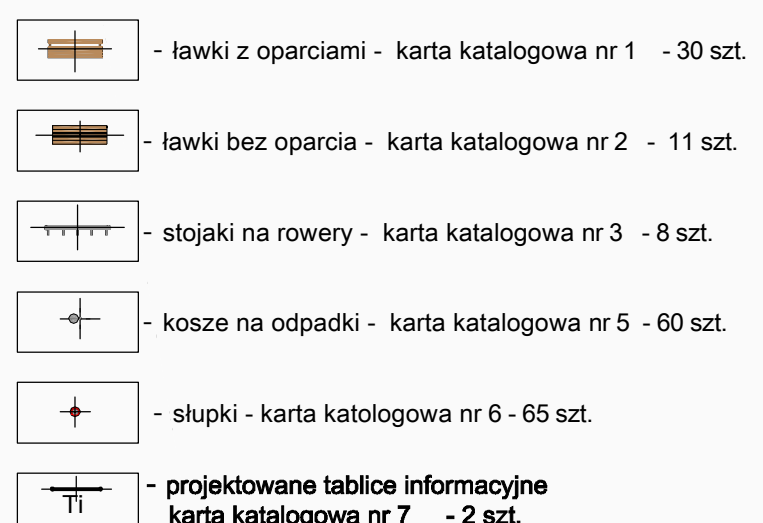 - ławki z oparciami - karta katalogowa nr 1 - 30 szt.
- ławki bez oparcia - karta katalogowa nr 2 - 11 szt.
- stojaki na rowery - karta katalogowa nr 3 - 8 szt.
- kosze na odpadki - karta katalogowa nr 5 - 60 szt.
- słupki - karta katologowa nr 6 - 65 szt.
Ti - projektowane tablice informacyjne
karta katalogowa nr 7 - 2 szt.